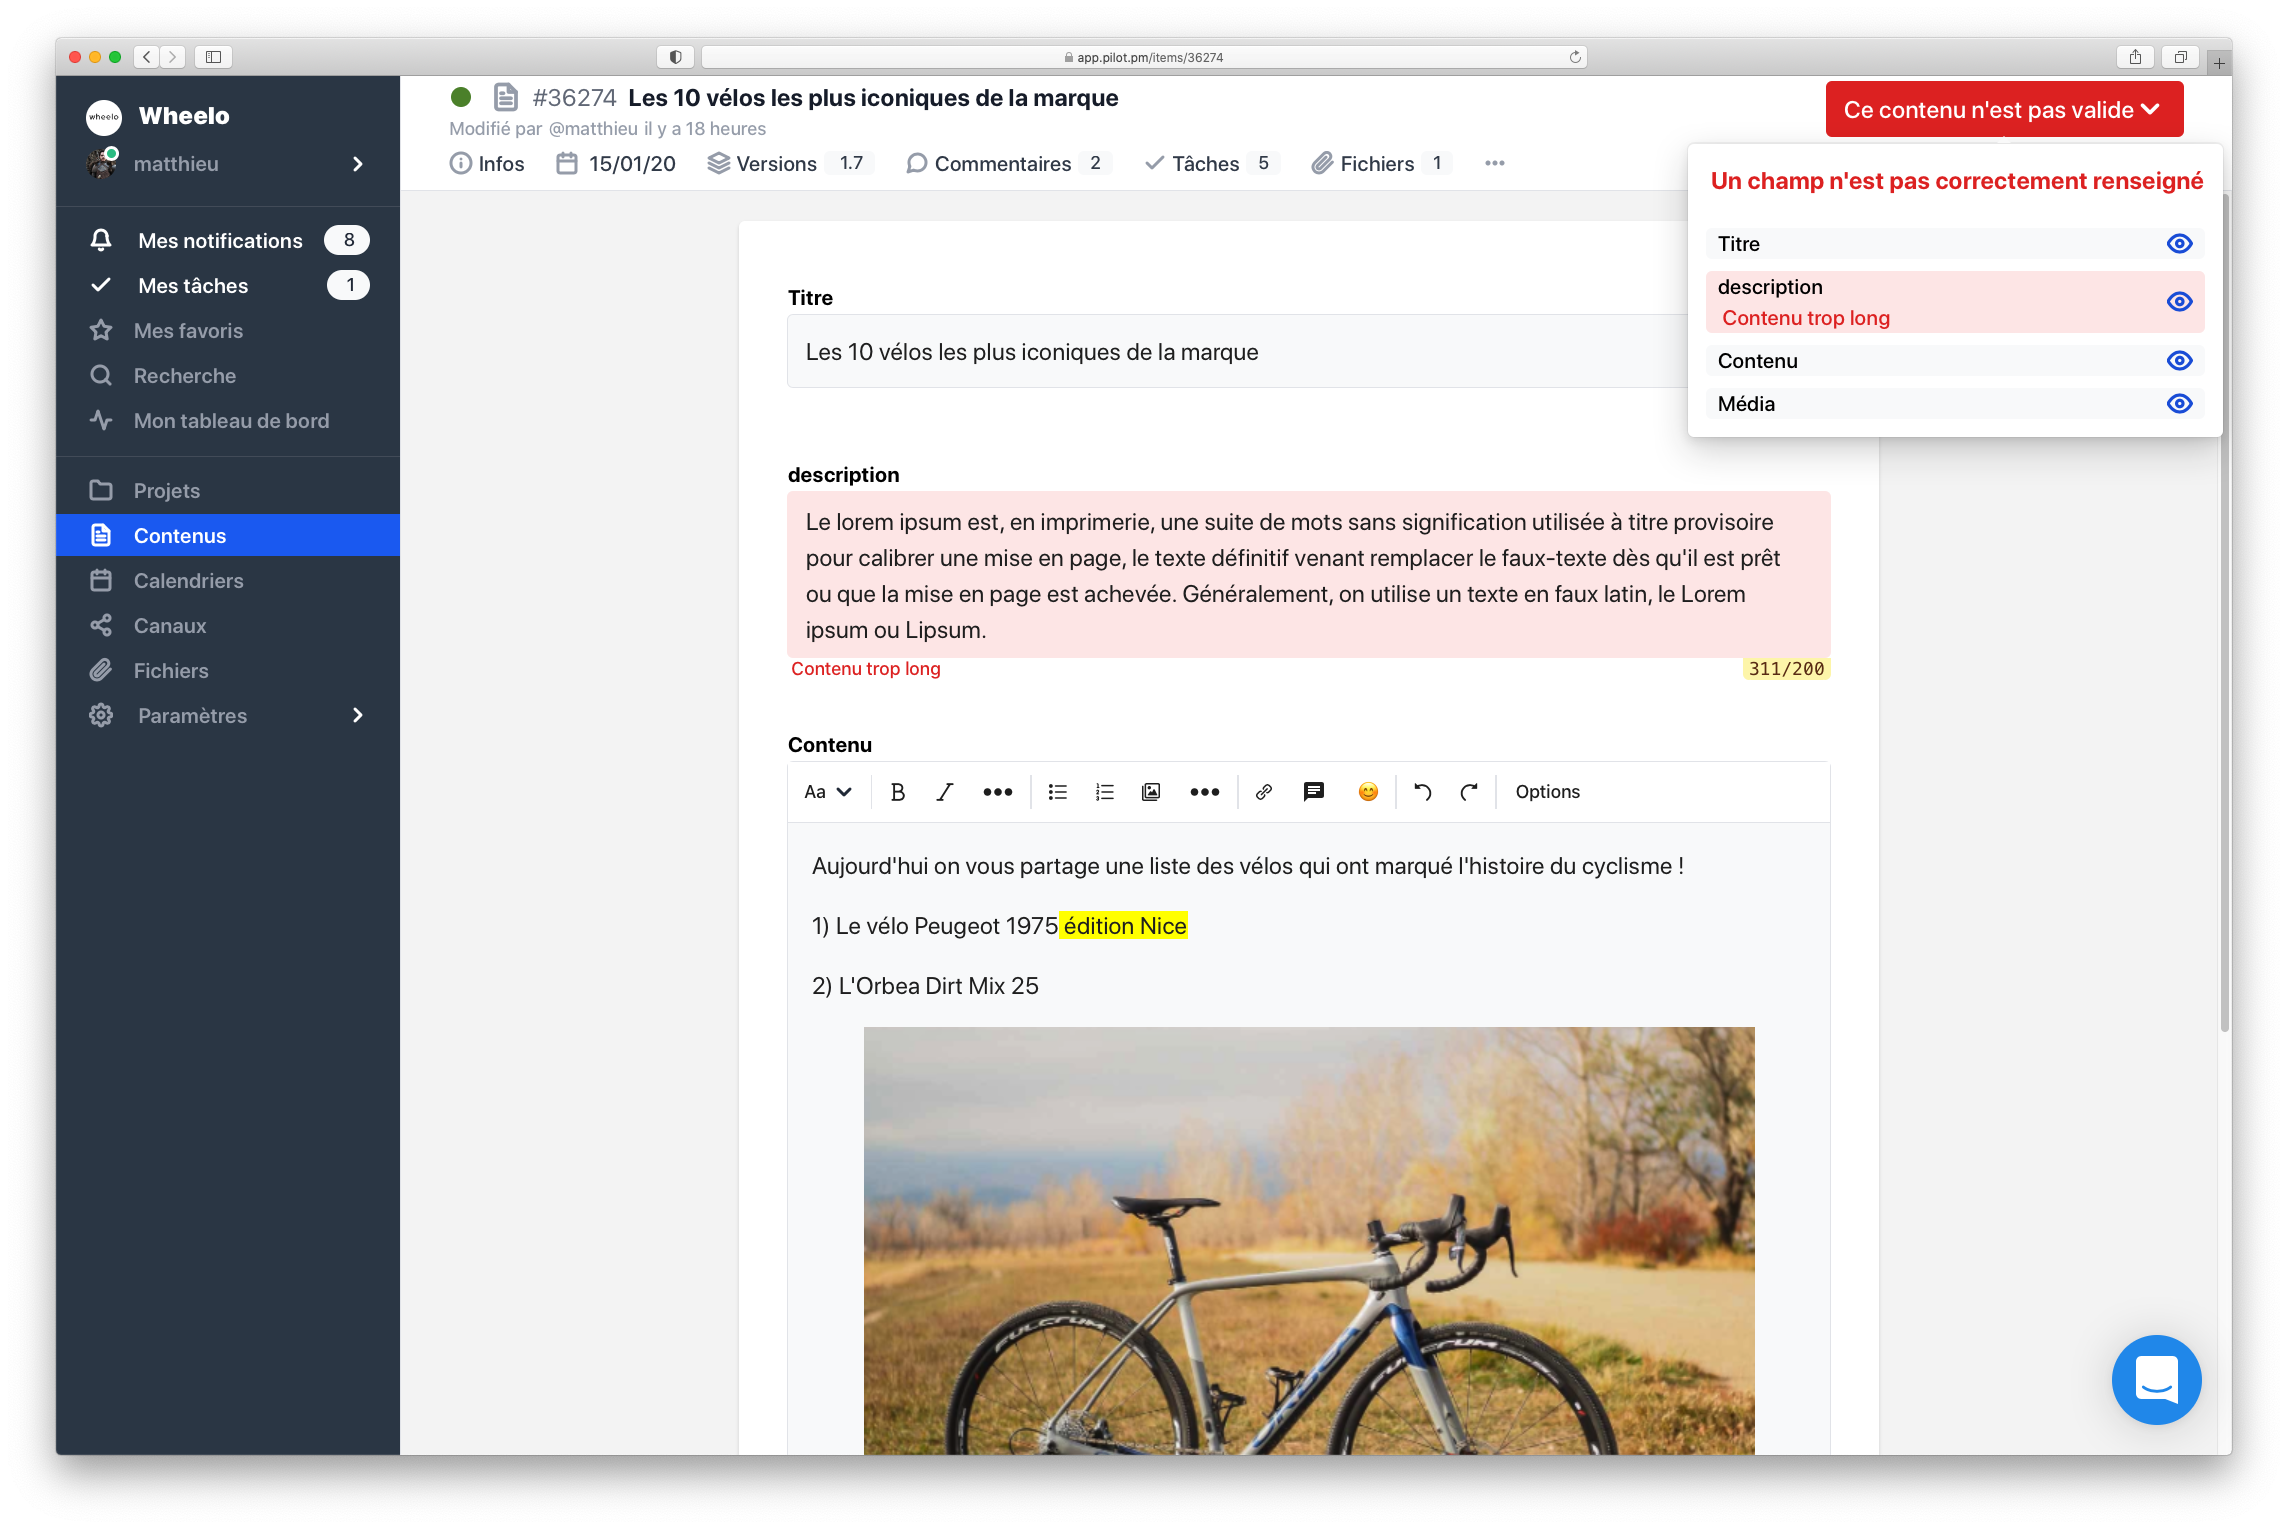 app.pilot.pm/items/36274
wheelo
Wheelo
matthieu
Mes notifications 8
Mes tâches 1
Mes favoris
Recherche
Mon tableau de bord
Projets
Contenus
Calendriers
Canaux
Fichiers
Paramètres
#36274 Les 10 vélos les plus iconiques de la marque
Modifié par @matthieu il y a 18 heures
Infos 15/01/20 Versions 1.7 Commentaires 2 Tâches 5 Fichiers 1
Ce contenu n'est pas valide
Un champ n'est pas correctement renseigné
Titre
description
Contenu trop long
Contenu
Média
Titre
Les 10 vélos les plus iconiques de la marque
description
Le lorem ipsum est, en imprimerie, une suite de mots sans signification utilisée à titre provisoire
pour calibrer une mise en page, le texte définitif venant remplacer le faux-texte dès qu'il est prêt
ou que la mise en page est achevée. Généralement, on utilise un texte en faux latin, le Lorem
ipsum ou Lipsum.
Contenu trop long 311/200
Contenu
Aa Options
Aujourd'hui on vous partage une liste des vélos qui ont marqué l'histoire du cyclisme !
1) Le vélo Peugeot 1975 édition Nice
2) L'Orbea Dirt Mix 25
FULCRUM